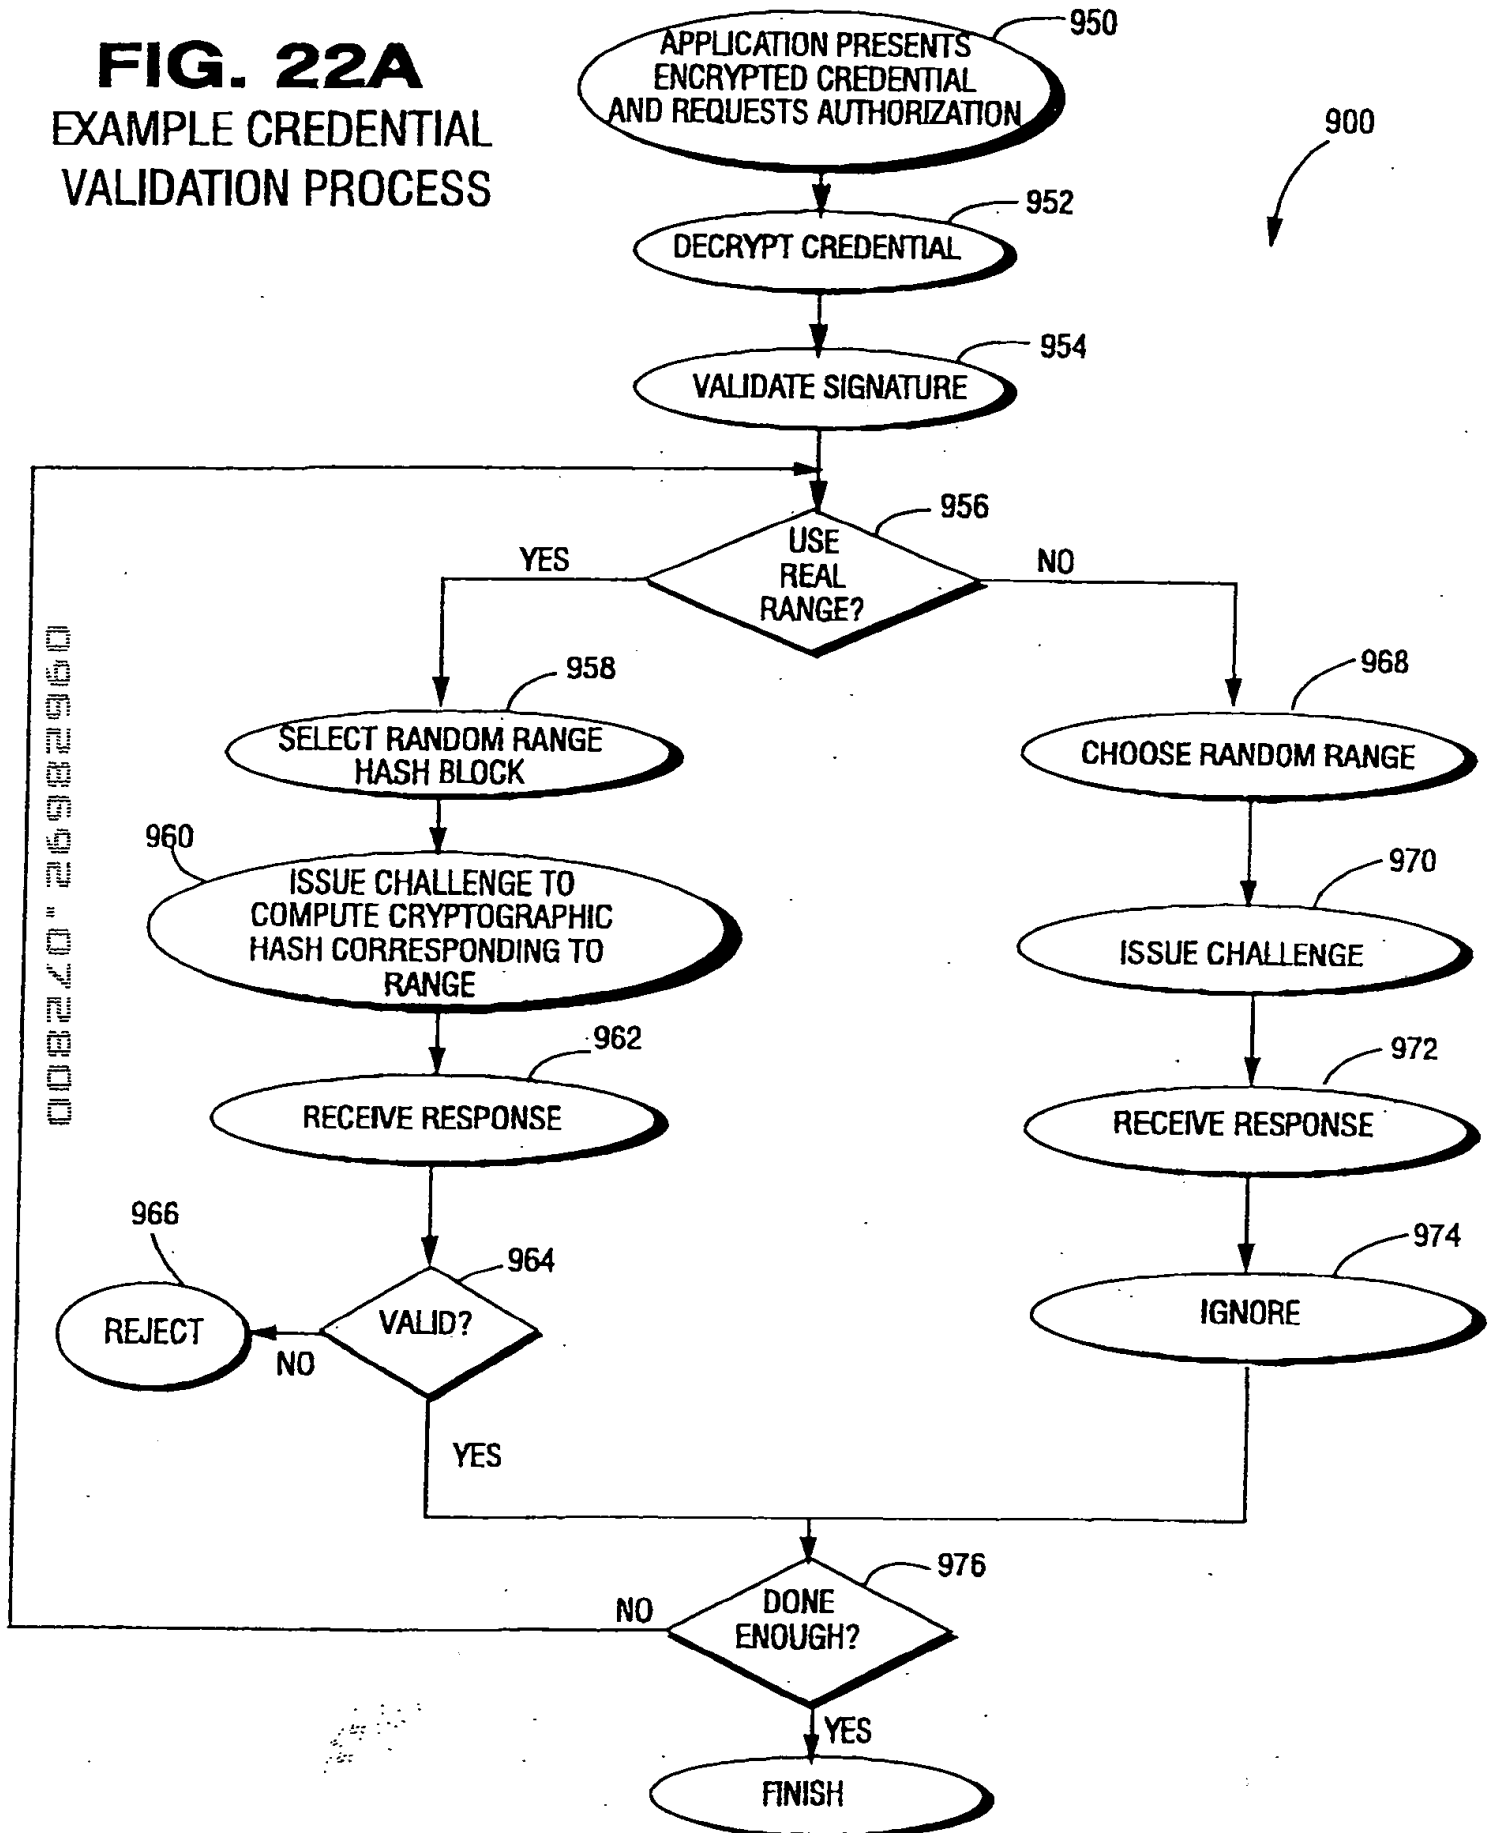 FIG. 22A
EXAMPLE CREDENTIAL
VALIDATION PROCESS
950
APPLICATION PRESENTS
ENCRYPTED CREDENTIAL
AND REQUESTS AUTHORIZATION
900
952
DECRYPT CREDENTIAL
954
VALIDATE SIGNATURE
956
USE
REAL
RANGE?
YES
NO
958
SELECT RANDOM RANGE
HASH BLOCK
968
CHOOSE RANDOM RANGE
960
ISSUE CHALLENGE TO
COMPUTE CRYPTOGRAPHIC
HASH CORRESPONDING TO
RANGE
970
ISSUE CHALLENGE
962
RECEIVE RESPONSE
972
RECEIVE RESPONSE
966
REJECT
964
VALID?
NO
YES
974
IGNORE
976
DONE
ENOUGH?
NO
YES
FINISH
09628692.072800